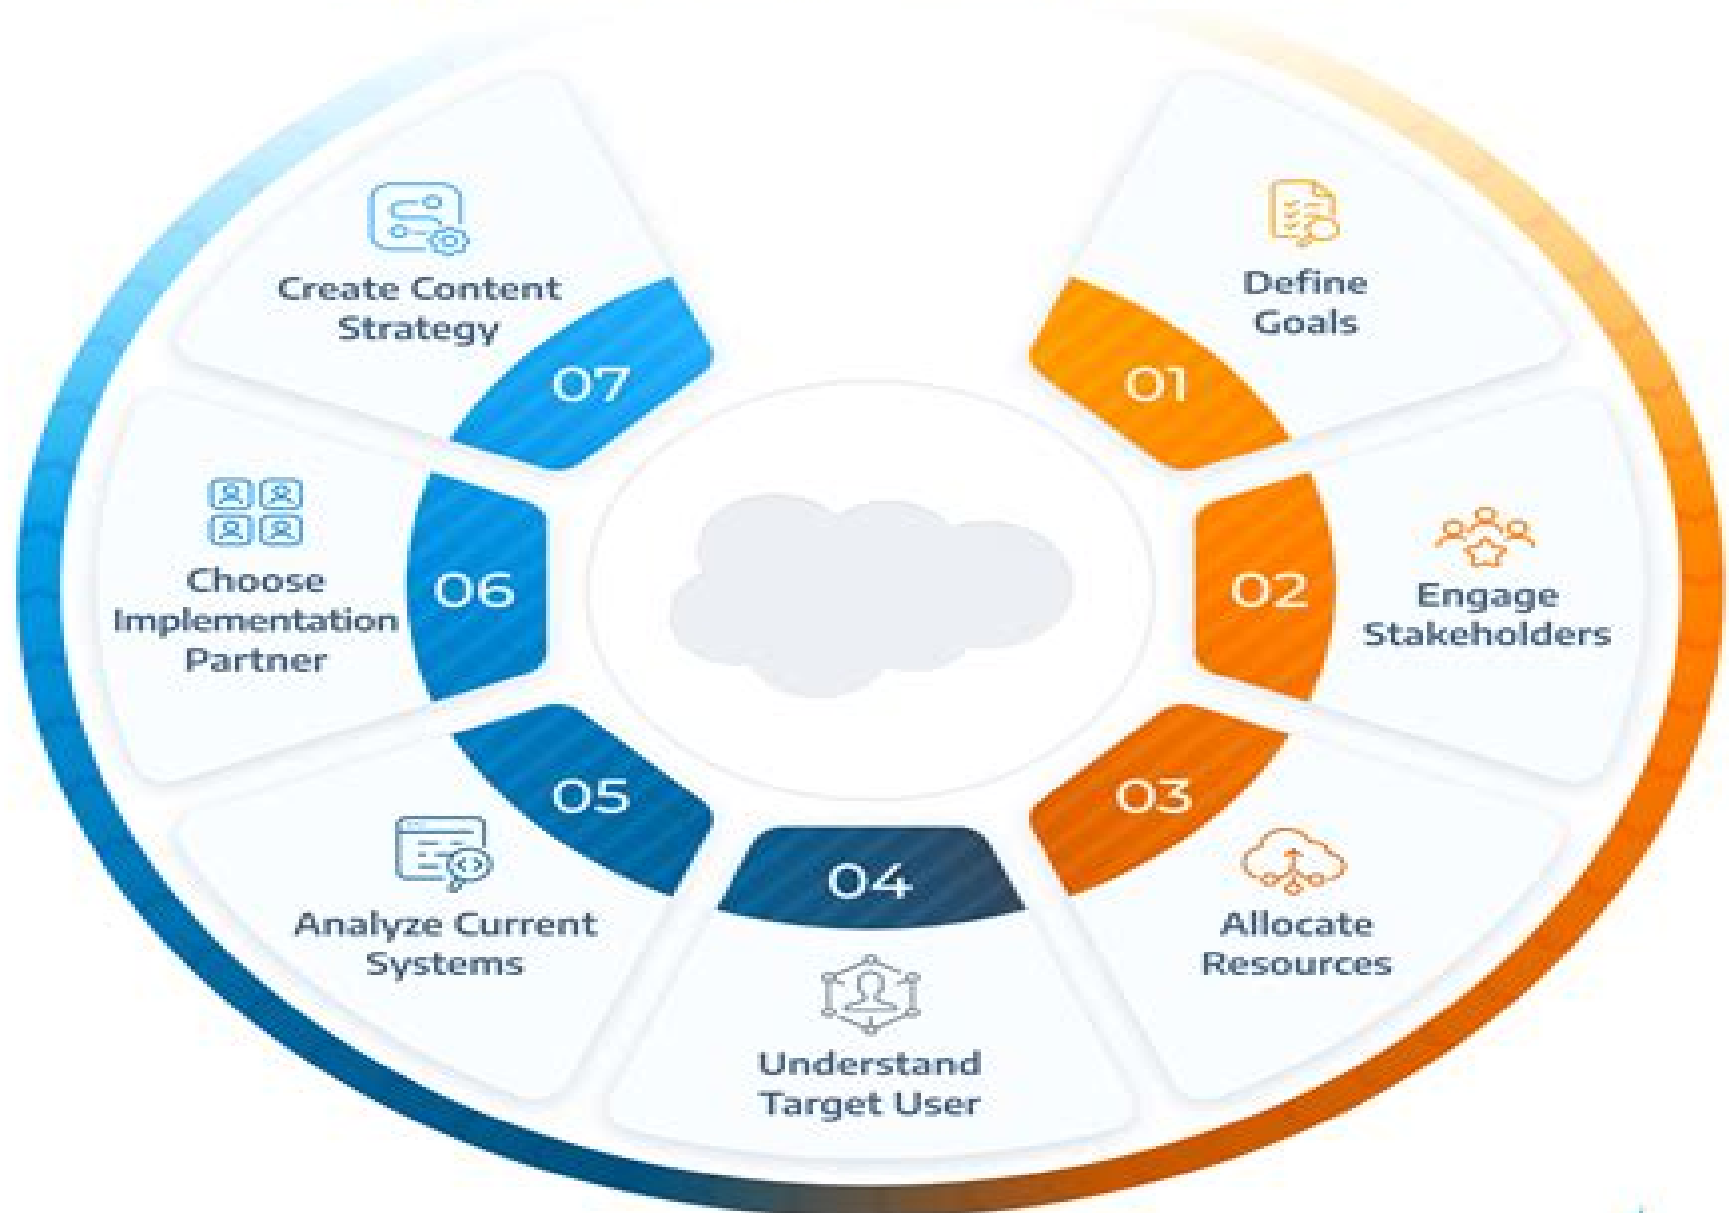 01
Define
Goals
02
Engage
Stakeholders
03
Allocate
Resources
04
Understand
Target User
05
Analyze Current
Systems
06
Choose
Implementation
Partner
07
Create Content
Strategy